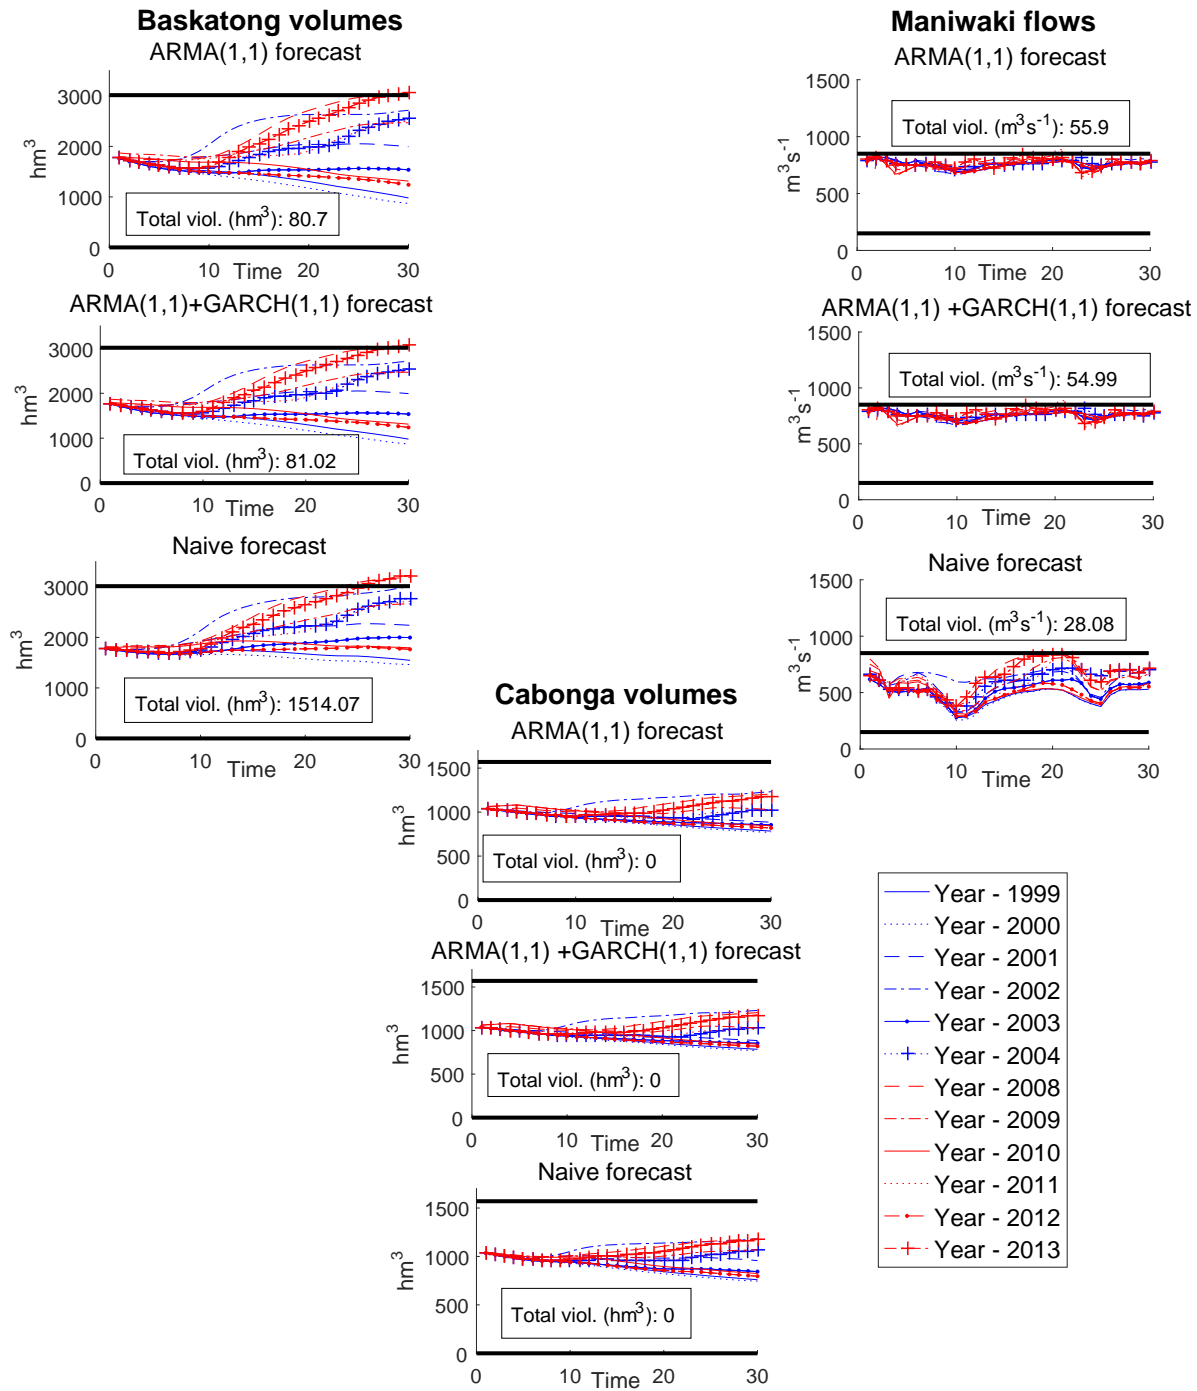 Baskatong volumes
ARMA(1,1) forecast
3000
2000
1000
0
hm³
Total viol. (hm³): 80.7
0
10
20
30
Time
ARMA(1,1)+GARCH(1,1) forecast
3000
2000
1000
0
hm³
Total viol. (hm³): 81.02
0
10
20
30
Time
Naive forecast
3000
2000
1000
0
hm³
Total viol. (hm³): 1514.07
0
10
20
30
Time
Cabonga volumes
ARMA(1,1) forecast
1500
1000
500
0
hm³
Total viol. (hm³): 0
0
10
20
30
Time
ARMA(1,1) +GARCH(1,1) forecast
1500
1000
500
0
hm³
Total viol. (hm³): 0
0
10
20
30
Time
Naive forecast
1500
1000
500
0
hm³
Total viol. (hm³): 0
0
10
20
30
Time
Maniwaki flows
ARMA(1,1) forecast
1500
1000
500
0
m³s⁻¹
Total viol. (m³s⁻¹): 55.9
0
10
20
30
Time
ARMA(1,1) +GARCH(1,1) forecast
1500
1000
500
0
m³s⁻¹
Total viol. (m³s⁻¹): 54.99
0
10
20
30
Time
Naive forecast
1500
1000
500
0
m³s⁻¹
Total viol. (m³s⁻¹): 28.08
0
10
20
30
Time
Year - 1999
Year - 2000
Year - 2001
Year - 2002
Year - 2003
Year - 2004
Year - 2008
Year - 2009
Year - 2010
Year - 2011
Year - 2012
Year - 2013